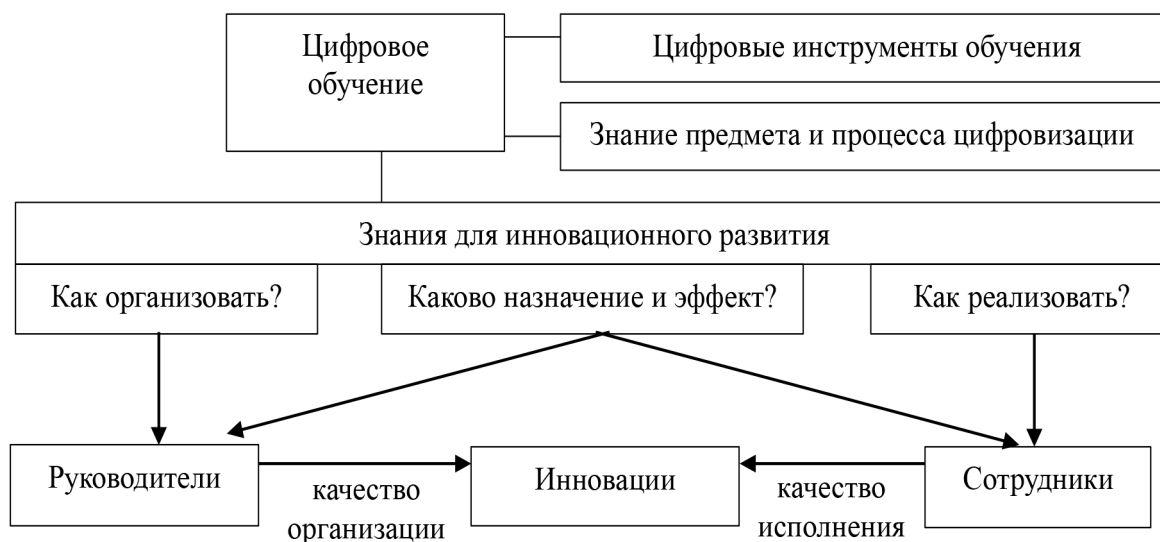 Цифровое
обучение
Цифровые инструменты обучения
Знание предмета и процесса цифровизации
Знания для инновационного развития
Как организовать?
Каково назначение и эффект?
Как реализовать?
Руководители
качество
организации
Инновации
качество
исполнения
Сотрудники